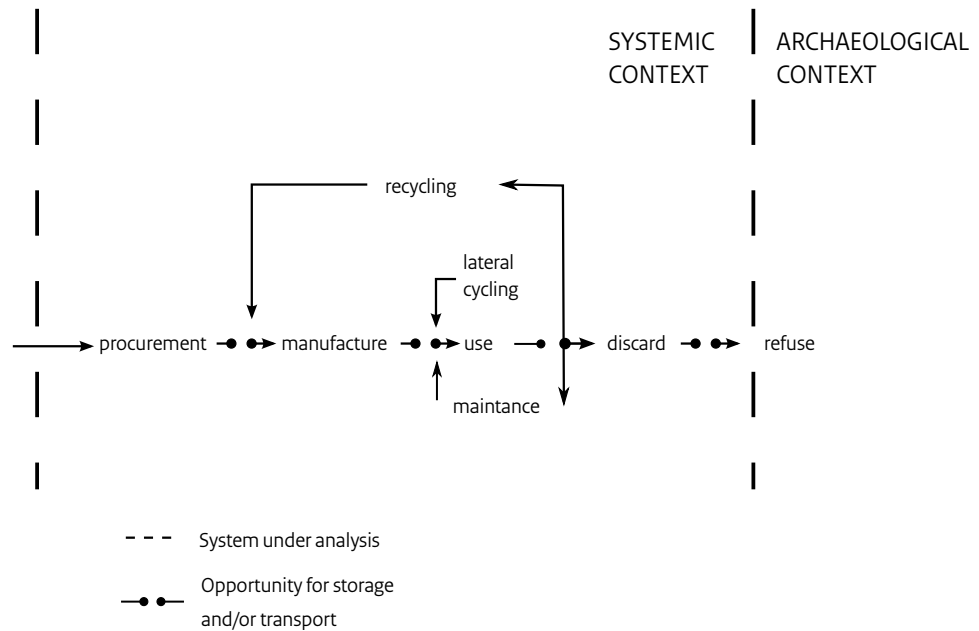 SYSTEMIC
CONTEXT
ARCHAEOLOGICAL
CONTEXT
recycling
lateral
cycling
procurement
manufacture
use
discard
refuse
maintance
System under analysis
Opportunity for storage
and/or transport